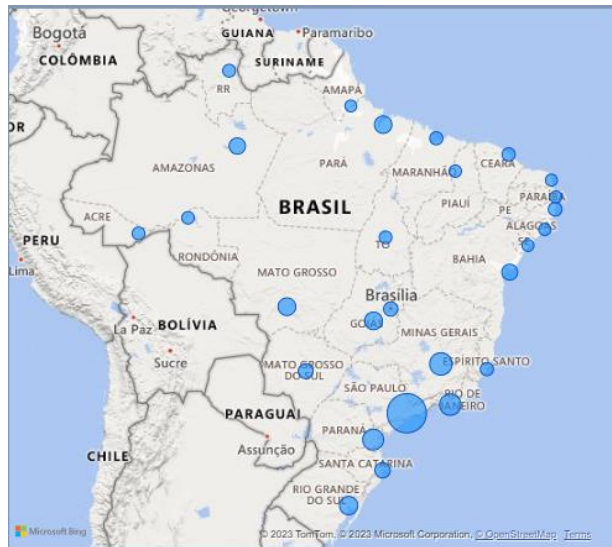 Georgetown
Bogotá
Paramaribo
GUIANA
COLÔMBIA
SURINAME
RR
AMAPÁ
OR
AMAZONAS
PARÁ
MARANHÃO
CEARÁ
PARAÍBA
BRASIL
PIAUÍ
PE
ACRE
ALAGOAS
PERU
TO
SE
RONDÔNIA
BAHIA
Lima
MATO GROSSO
Brasília
La Paz
BOLÍVIA
GOIÁS
MINAS GERAIS
Sucre
ESPÍRITO SANTO
MATO GROSSO
DO SUL
SÃO PAULO
RIO DE
JANEIRO
PARAGUAI
PARANÁ
Assunção
CHILE
SANTA CATARINA
RIO GRANDE
DO SUL
Microsoft Bing
© 2023 TomTom, © 2023 Microsoft Corporation, © OpenStreetMap Terms